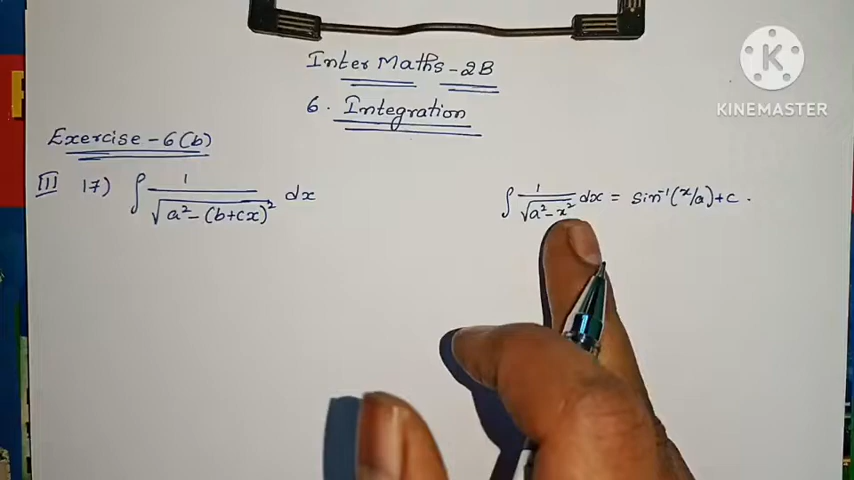 Inter Maths-2B
6. Integration
Exercise-6(b)
III 17) ∫ 1/√(a²-(b+cx)²) dx
∫ 1/√(a²-x²) dx = sin⁻¹(x/a)+c.
KINEMASTER